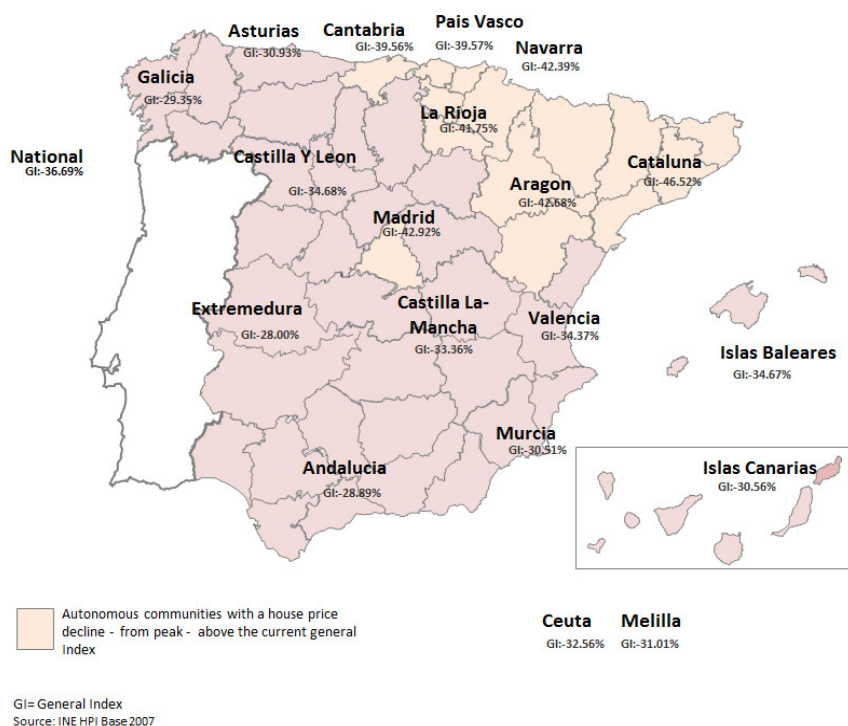 Asturias
GI:-30.93%
Cantabria
GI:-39.56%
Pais Vasco
GI:-39.57%
Navarra
GI:-42.39%
Galicia
GI:-29.35%
La Rioja
GI:-41.75%
National
GI:-36.69%
Castilla Y Leon
GI:-34.68%
Aragon
GI:-42.68%
Cataluna
GI:-46.52%
Madrid
GI:-42.92%
Extremedura
GI:-28.00%
Castilla La-
Mancha
GI:-33.36%
Valencia
GI:-34.37%
Islas Baleares
GI:-34.67%
Murcia
GI:-30.51%
Andalucia
GI:-28.89%
Islas Canarias
GI:-30.56%
Autonomous communities with a house price
decline - from peak - above the current general
Index
Ceuta
GI:-32.56%
Melilla
GI:-31.01%
GI= General Index
Source: INE HPI Base 2007